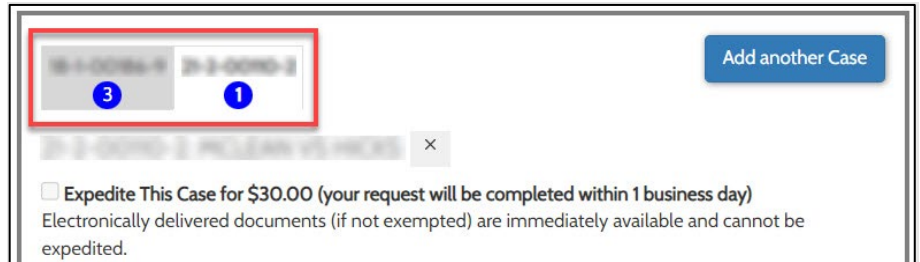 Add another Case
3 1
×
Expedite This Case for $30.00 (your request will be completed within 1 business day)
Electronically delivered documents (if not exempted) are immediately available and cannot be
expedited.